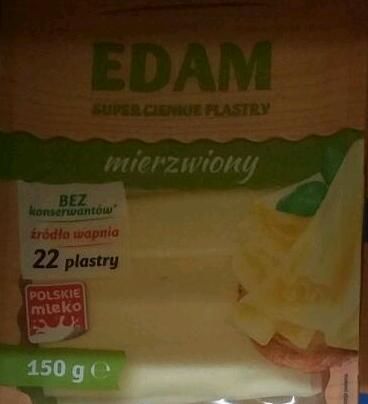 EDAM
SUPER CIENKIE PLASTRY
mierzwiony
BEZ
konserwantów*
źródło wapnia
22 plastry
POLSKIE
mleko
150 g e